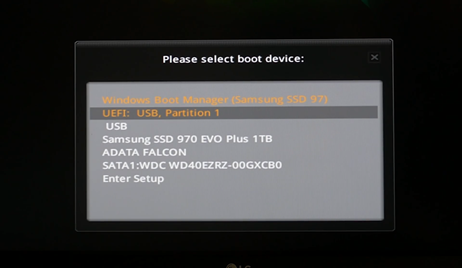 Please select boot device:
Windows Boot Manager (Samsung SSD 97)
UEFI: USB, Partition 1
USB
Samsung SSD 970 EVO Plus 1TB
ADATA FALCON
SATA1:WDC WD40EZRZ-00GXCB0
Enter Setup
LG